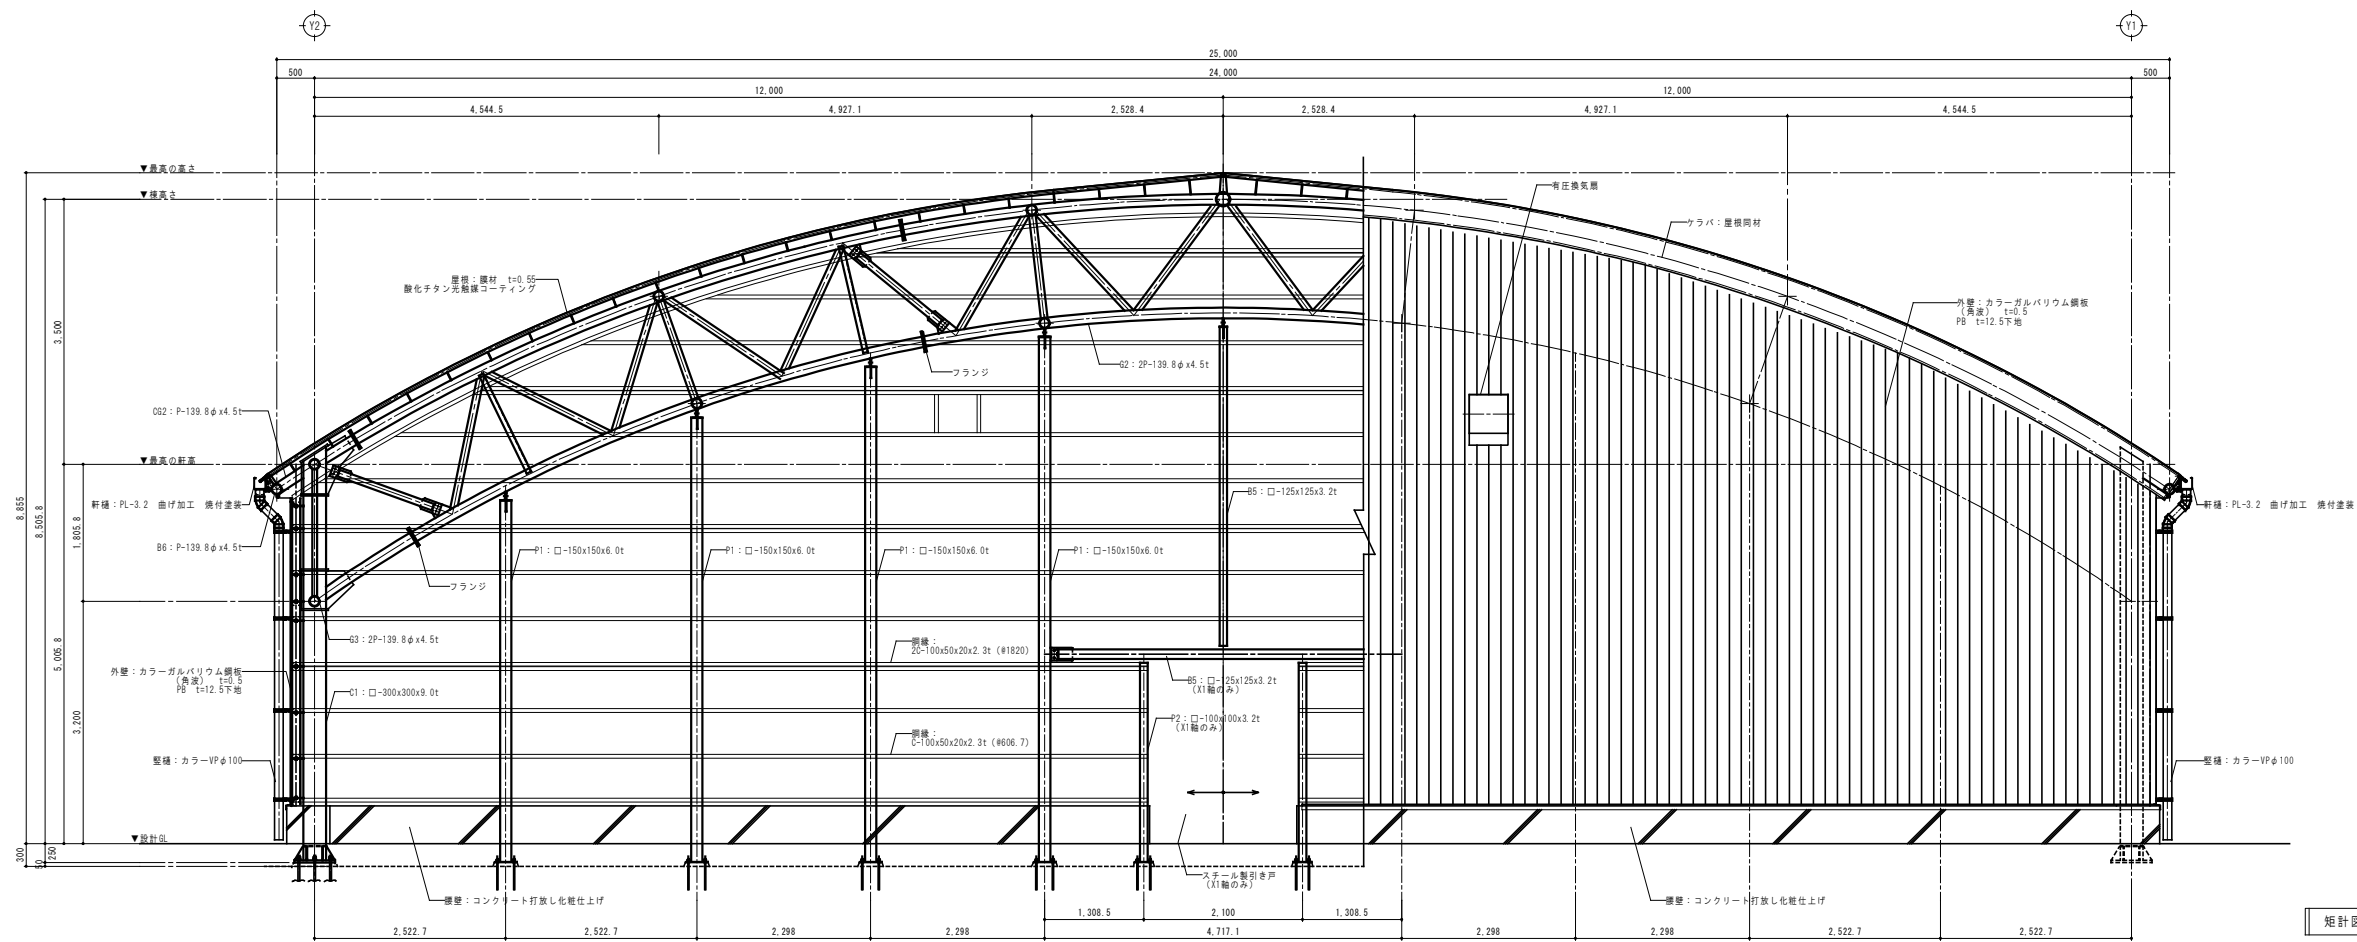 Y2
Y1
25,000
500
24,000
500
12,000
12,000
4,544.5
4,927.1
2,528.4
2,528.4
4,927.1
4,544.5
▼最高の高さ
▼棟高さ
▼最高の軒高
▼設計GL
8,855
8,505.8
3,500
1,805.8
5,005.8
3,200
300
50
250
有圧換気扇
ケラバ：屋根同材
屋根：膜材　t=0.55
酸化チタン光触媒コーティング
外壁：カラーガルバリウム鋼板
（角波）　t=0.5
PB　t=12.5下地
G2：2P-139.8φx4.5t
フランジ
CG2：P-139.8φx4.5t
軒樋：PL-3.2　曲げ加工　焼付塗装
B5：□-125x125x3.2t
軒樋：PL-3.2　曲げ加工　焼付塗装
B6：P-139.8φx4.5t
P1：□-150x150x6.0t
P1：□-150x150x6.0t
P1：□-150x150x6.0t
P1：□-150x150x6.0t
フランジ
G3：2P-139.8φx4.5t
胴縁：
2C-100x50x20x2.3t (@1820)
外壁：カラーガルバリウム鋼板
（角波）　t=0.5
PB　t=12.5下地
C1：□-300x300x9.0t
B5：□-125x125x3.2t
（X1軸のみ）
P2：□-100x100x3.2t
（X1軸のみ）
胴縁：
C-100x50x20x2.3t (@606.7)
竪樋：カラーVPφ100
竪樋：カラーVPφ100
スチール製引き戸
（X1軸のみ）
腰壁：コンクリート打放し化粧仕上げ
腰壁：コンクリート打放し化粧仕上げ
1,308.5
2,100
1,308.5
2,522.7
2,522.7
2,298
2,298
4,717.1
2,298
2,298
2,522.7
2,522.7
矩計図